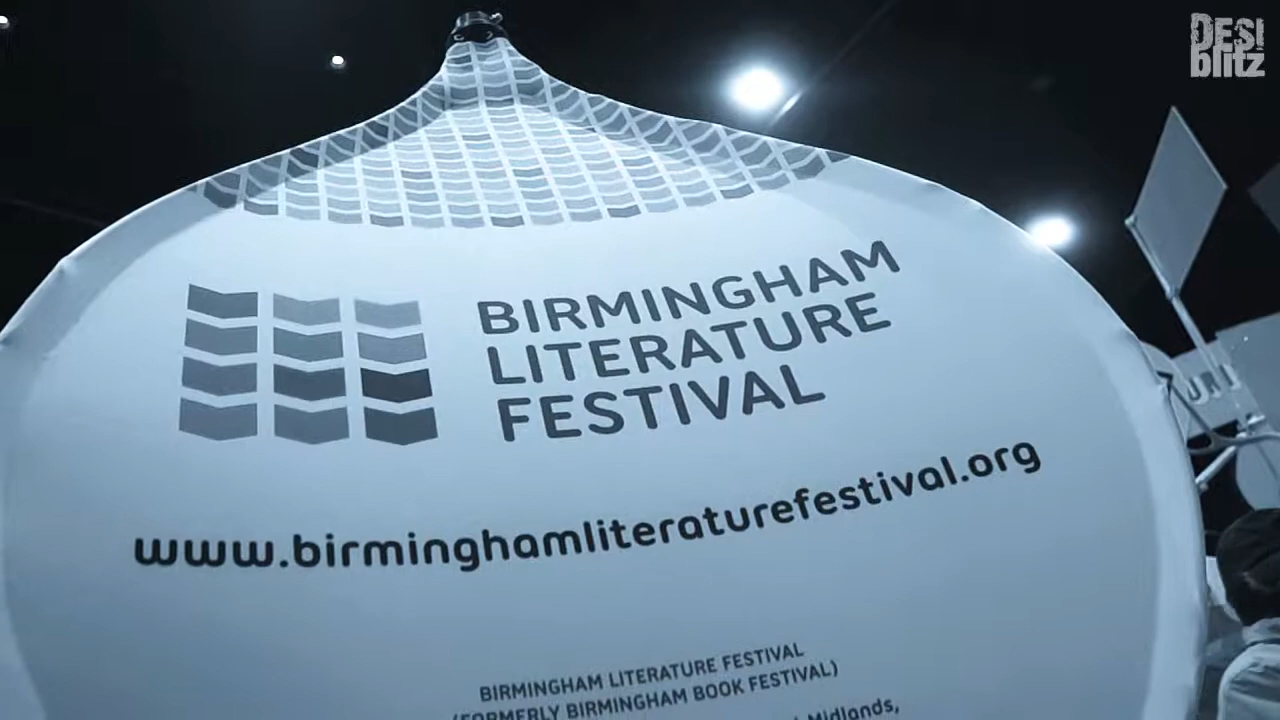 DESI
blitz
BIRMINGHAM
LITERATURE
FESTIVAL
www.birminghamliteraturefestival.org
BIRMINGHAM LITERATURE FESTIVAL
(FORMERLY BIRMINGHAM BOOK FESTIVAL)
Midlands,